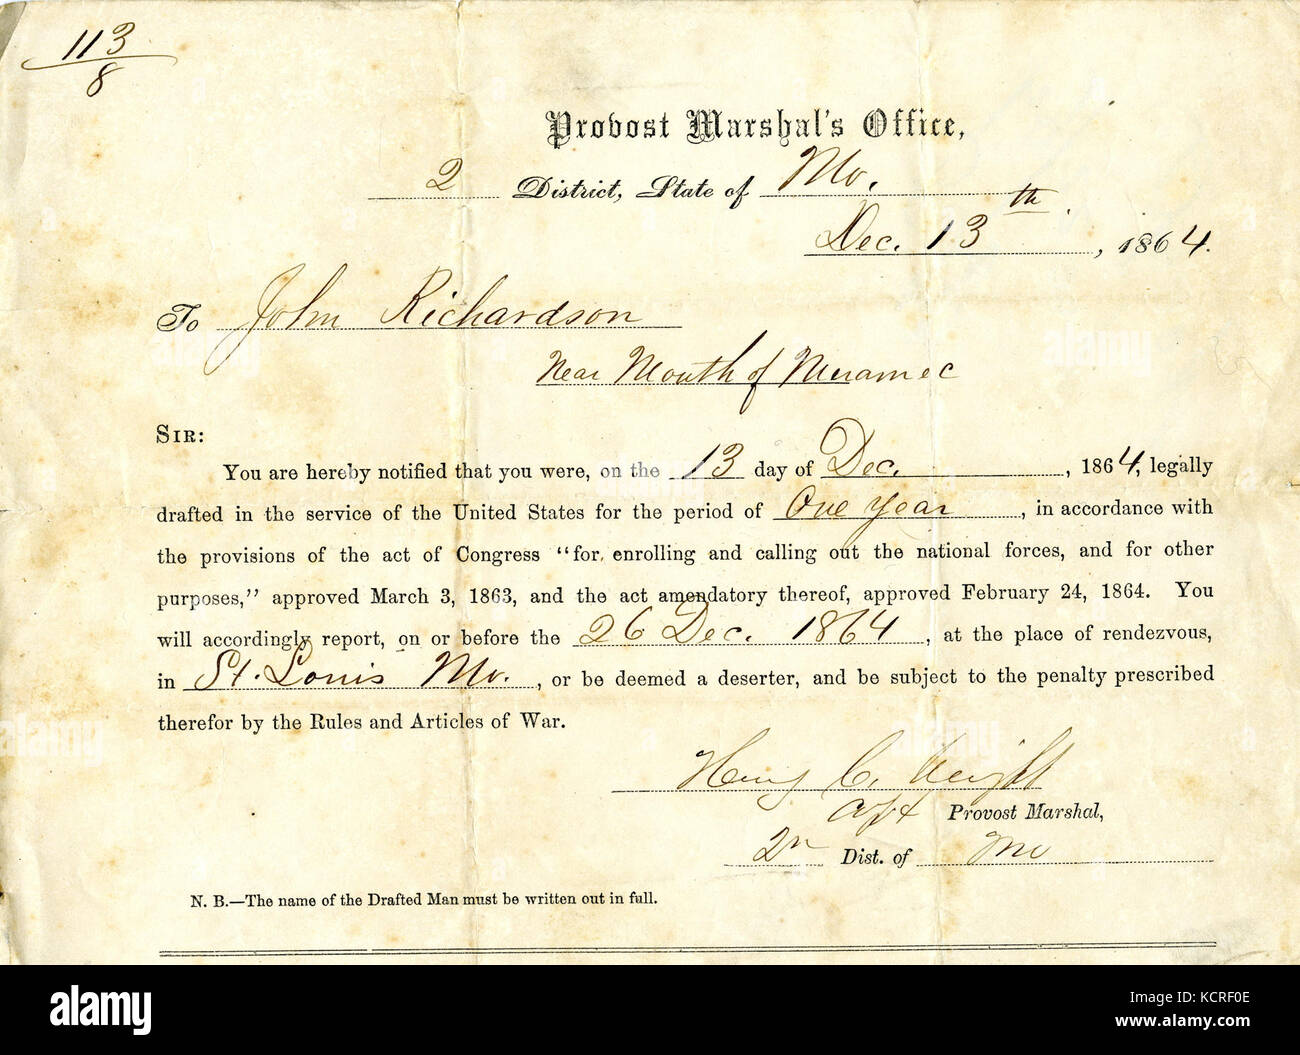 113
8
Provost Marshal's Office,
2 District, State of Mo.
Dec. 13th, 1864.
To John Richardson
Near Mouth of Meramec
SIR:
You are hereby notified that you were, on the 13 day of Dec., 1864, legally
drafted in the service of the United States for the period of One year, in accordance with
the provisions of the act of Congress "for enrolling and calling out the national forces, and for other
purposes," approved March 3, 1863, and the act amendatory thereof, approved February 24, 1864. You
will accordingly report, on or before the 26 Dec. 1864, at the place of rendezvous,
in St. Louis Mo., or be deemed a deserter, and be subject to the penalty prescribed
therefor by the Rules and Articles of War.
Henry C.
Provost Marshal,
Dist. of Mo
N. B.—The name of the Drafted Man must be written out in full.
alamy
Image ID: KCRF0E
www.alamy.com